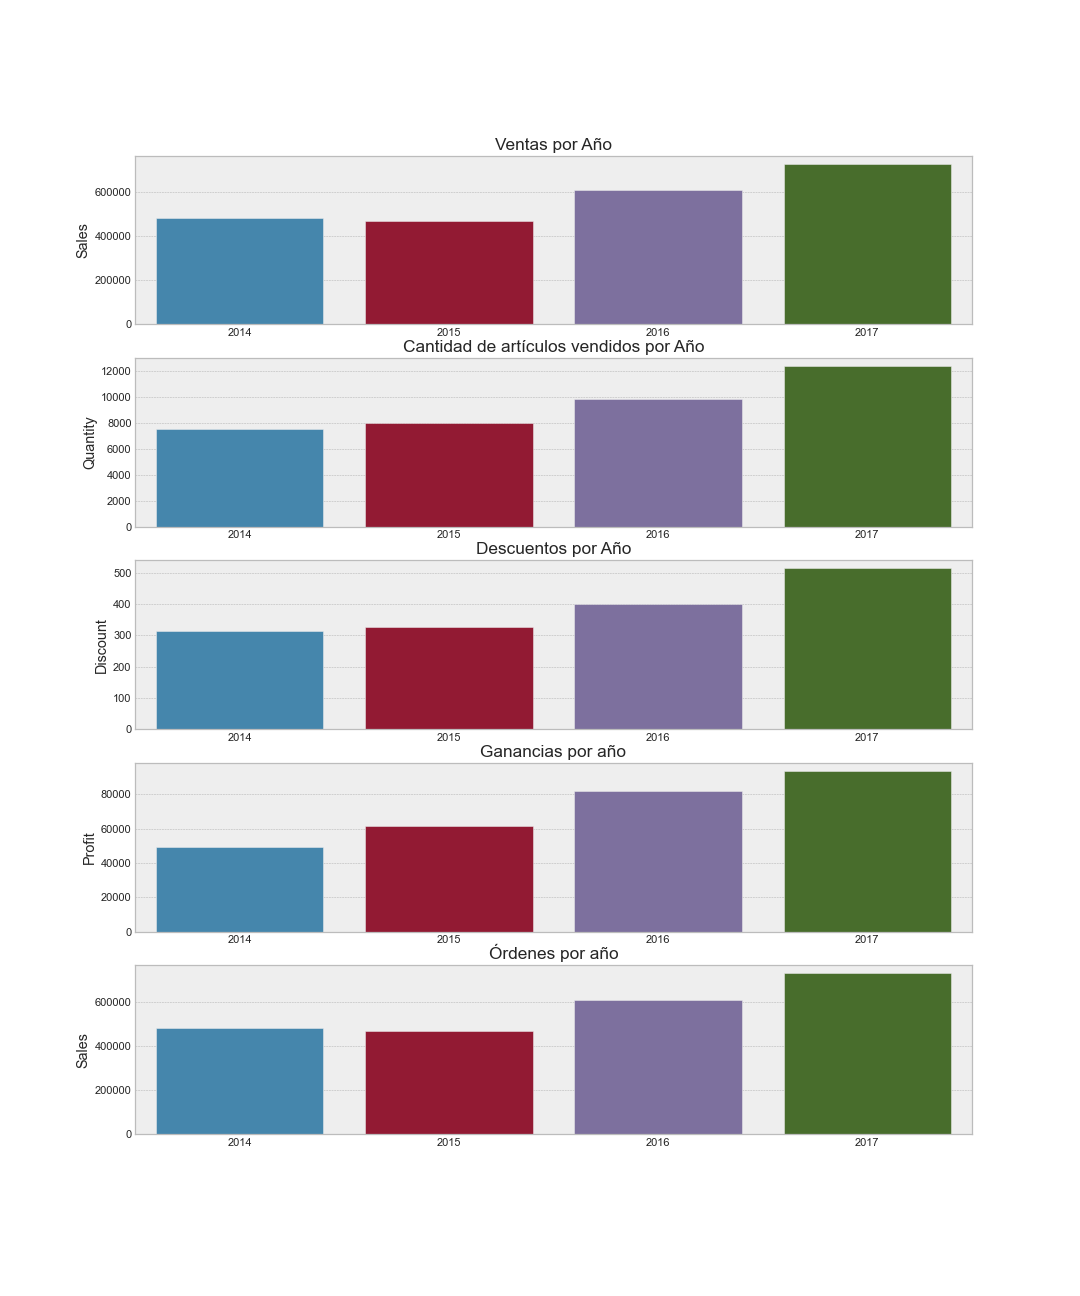 Ventas por Año
Sales
600000
400000
200000
0
2014 2015 2016 2017
Cantidad de artículos vendidos por Año
Quantity
12000
10000
8000
6000
4000
2000
0
2014 2015 2016 2017
Descuentos por Año
Discount
500
400
300
200
100
0
2014 2015 2016 2017
Ganancias por año
Profit
80000
60000
40000
20000
0
2014 2015 2016 2017
Órdenes por año
Sales
600000
400000
200000
0
2014 2015 2016 2017